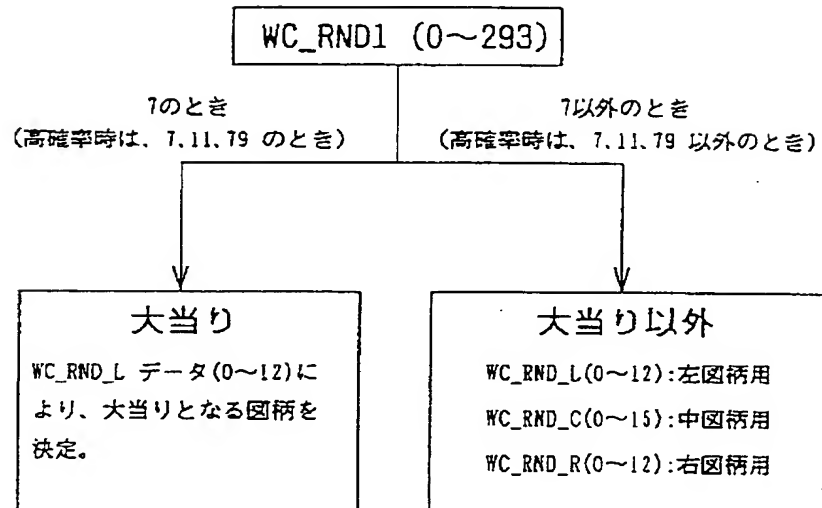 WC_RND1 (0～293)
7のとき
(高確率時は、7.11.79 のとき)
7以外のとき
(高確率時は、7.11.79 以外のとき)
大当り
WC_RND_L データ(0～12)に
より、大当りとなる図柄を
決定。
大当り以外
WC_RND_L(0～12):左図柄用
WC_RND_C(0～15):中図柄用
WC_RND_R(0～12):右図柄用